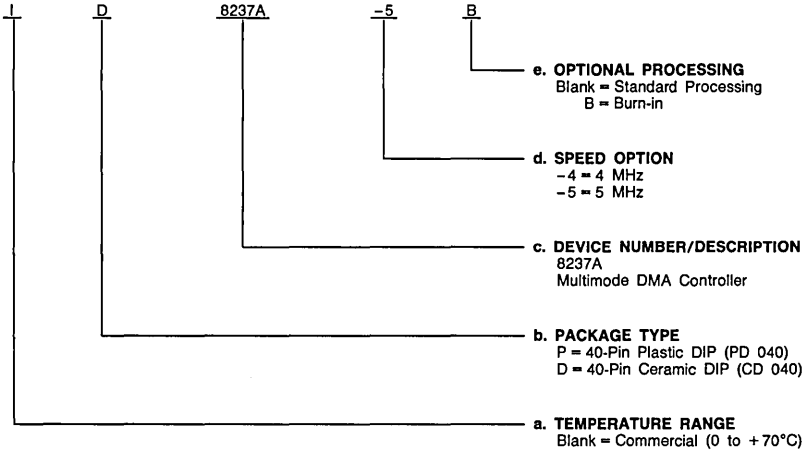 I D 8237A -5 B
e. OPTIONAL PROCESSING
Blank = Standard Processing
B = Burn-in
d. SPEED OPTION
-4 = 4 MHz
-5 = 5 MHz
c. DEVICE NUMBER/DESCRIPTION
8237A
Multimode DMA Controller
b. PACKAGE TYPE
P = 40-Pin Plastic DIP (PD 040)
D = 40-Pin Ceramic DIP (CD 040)
a. TEMPERATURE RANGE
Blank = Commercial (0 to +70°C)